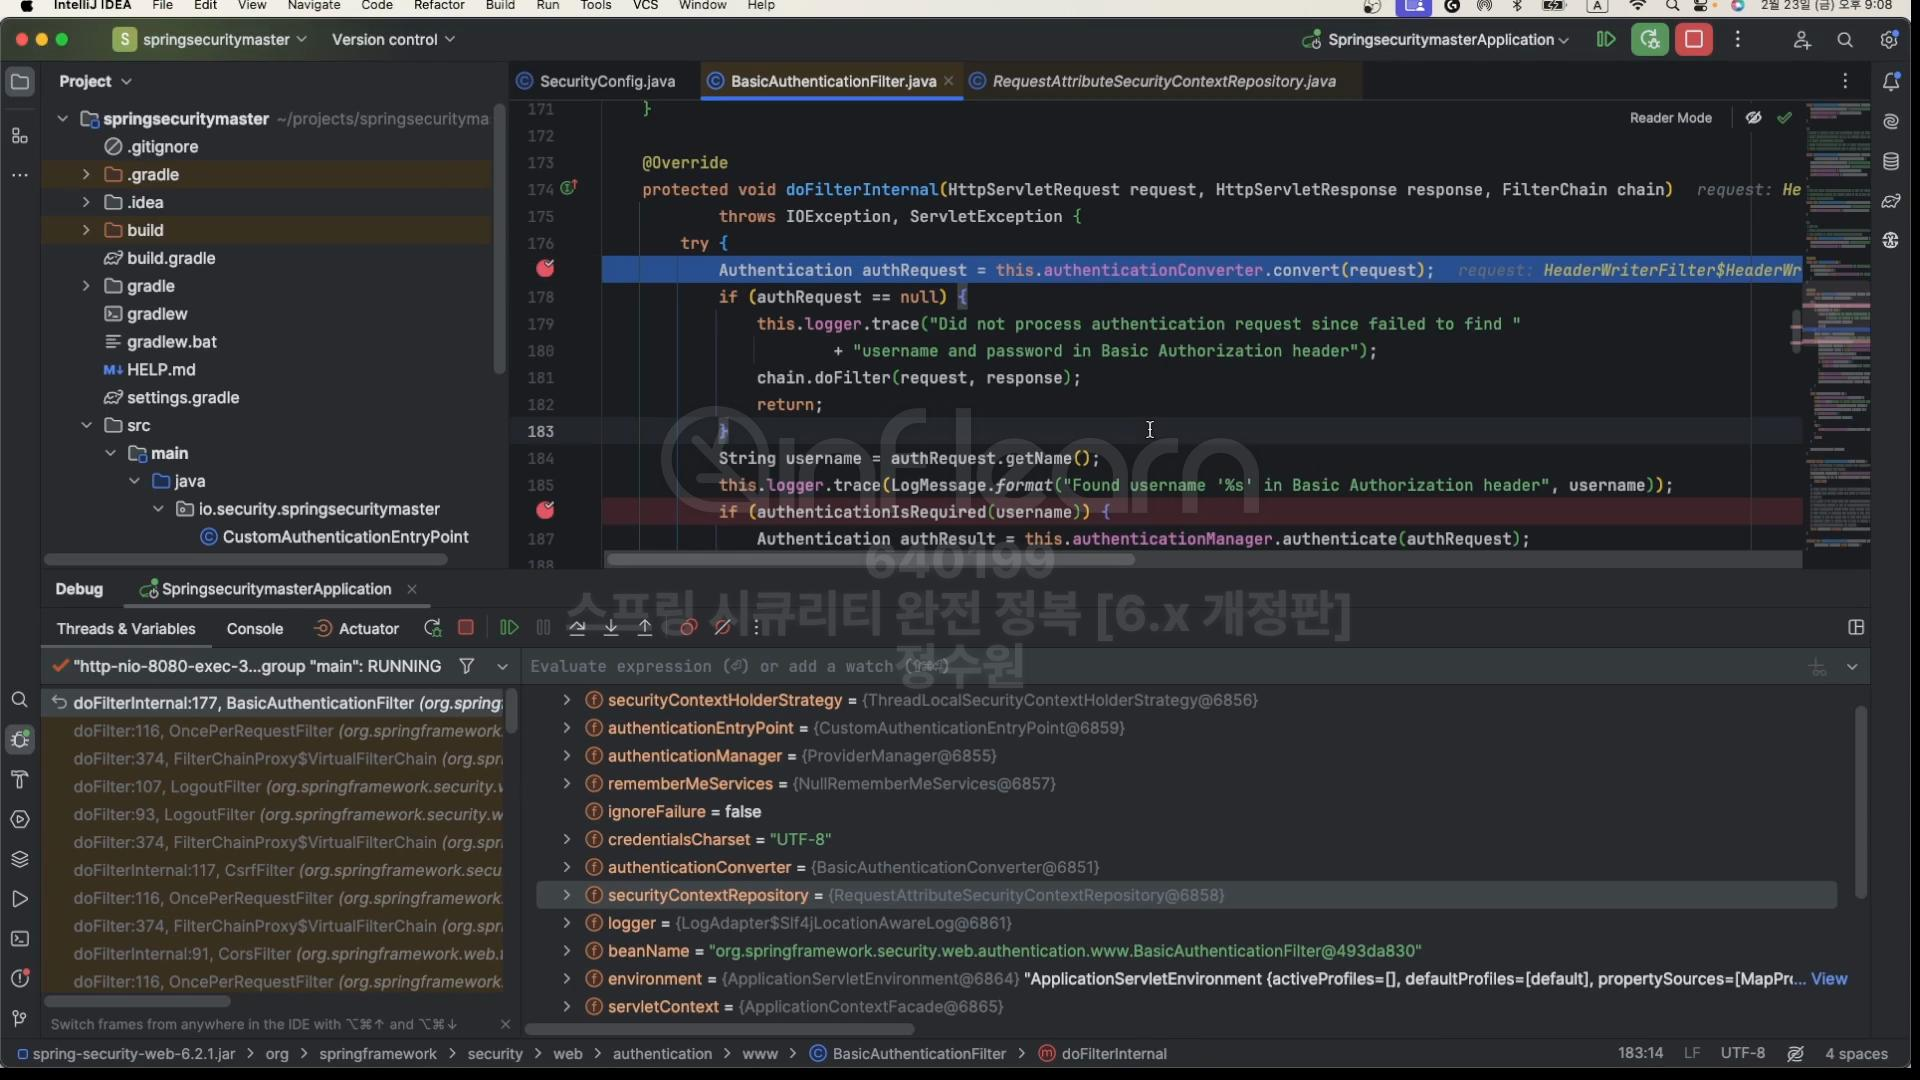 IntelliJ IDEA File Edit View Navigate Code Refactor Build Run Tools VCS Window Help
A 2월 23일 (금) 오후 9:08
S springsecuritymaster Version control SpringsecuritymasterApplication
Project
SecurityConfig.java BasicAuthenticationFilter.java RequestAttributeSecurityContextRepository.java
springsecuritymaster ~/projects/springsecurityma
.gitignore
.gradle
.idea
build
build.gradle
gradle
gradlew
gradlew.bat
M↓ HELP.md
settings.gradle
src
main
java
io.security.springsecuritymaster
CustomAuthenticationEntryPoint
Reader Mode
171 }
172
173 @Override
174 protected void doFilterInternal(HttpServletRequest request, HttpServletResponse response, FilterChain chain) request: He
175 throws IOException, ServletException {
176 try {
Authentication authRequest = this.authenticationConverter.convert(request); request: HeaderWriterFilter$HeaderWr
178 if (authRequest == null) {
179 this.logger.trace("Did not process authentication request since failed to find "
180 + "username and password in Basic Authorization header");
181 chain.doFilter(request, response);
182 return;
183 }
184 String username = authRequest.getName();
185 this.logger.trace(LogMessage.format("Found username '%s' in Basic Authorization header", username));
if (authenticationIsRequired(username)) {
187 Authentication authResult = this.authenticationManager.authenticate(authRequest);
188
inflearn
640199
스프링 시큐리티 완전 정복 [6.x 개정판]
정수원
Debug SpringsecuritymasterApplication
Threads & Variables Console Actuator
"http-nio-8080-exec-3...group "main": RUNNING
Evaluate expression (⏎) or add a watch (⇧⌘⏎)
doFilterInternal:177, BasicAuthenticationFilter (org.spring
doFilter:116, OncePerRequestFilter (org.springframework.
doFilter:374, FilterChainProxy$VirtualFilterChain (org.spri
doFilter:107, LogoutFilter (org.springframework.security.w
doFilter:93, LogoutFilter (org.springframework.security.w
doFilter:374, FilterChainProxy$VirtualFilterChain (org.spri
doFilterInternal:117, CsrfFilter (org.springframework.secu
doFilter:116, OncePerRequestFilter (org.springframework.
doFilter:374, FilterChainProxy$VirtualFilterChain (org.spri
doFilterInternal:91, CorsFilter (org.springframework.web.
doFilter:116, OncePerRequestFilter (org.springframework.
securityContextHolderStrategy = {ThreadLocalSecurityContextHolderStrategy@6856}
authenticationEntryPoint = {CustomAuthenticationEntryPoint@6859}
authenticationManager = {ProviderManager@6855}
rememberMeServices = {NullRememberMeServices@6857}
ignoreFailure = false
credentialsCharset = "UTF-8"
authenticationConverter = {BasicAuthenticationConverter@6851}
securityContextRepository = {RequestAttributeSecurityContextRepository@6858}
logger = {LogAdapter$Slf4jLocationAwareLog@6861}
beanName = "org.springframework.security.web.authentication.www.BasicAuthenticationFilter@493da830"
environment = {ApplicationServletEnvironment@6864} "ApplicationServletEnvironment {activeProfiles=[], defaultProfiles=[default], propertySources=[MapPr... View
servletContext = {ApplicationContextFacade@6865}
Switch frames from anywhere in the IDE with ⌥⌘↑ and ⌥⌘↓
spring-security-web-6.2.1.jar > org > springframework > security > web > authentication > www > BasicAuthenticationFilter > doFilterInternal
183:14 LF UTF-8 4 spaces